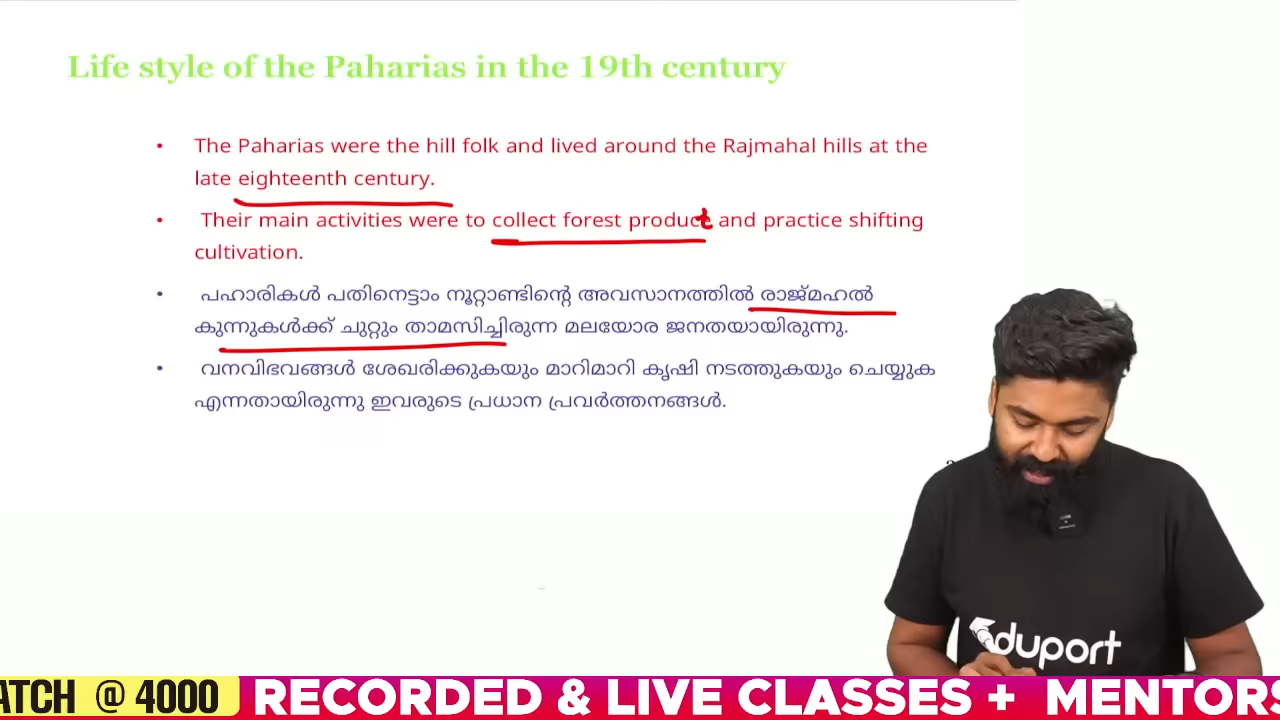 Life style of the Paharias in the 19th century
• The Paharias were the hill folk and lived around the Rajmahal hills at the
late eighteenth century.
• Their main activities were to collect forest product and practice shifting
cultivation.
• പഹാരികൾ പതിനെട്ടാം നൂറ്റാണ്ടിന്റെ അവസാനത്തിൽ രാജ്മഹൽ
കുന്നുകൾക്ക് ചുറ്റും താമസിച്ചിരുന്ന മലയോര ജനതയായിരുന്നു.
• വനവിഭവങ്ങൾ ശേഖരിക്കുകയും മാറിമാറി കൃഷി നടത്തുകയും ചെയ്യുക
എന്നതായിരുന്നു ഇവരുടെ പ്രധാന പ്രവർത്തനങ്ങൾ.
eduport
ATCH @ 4000 RECORDED & LIVE CLASSES + MENTORS